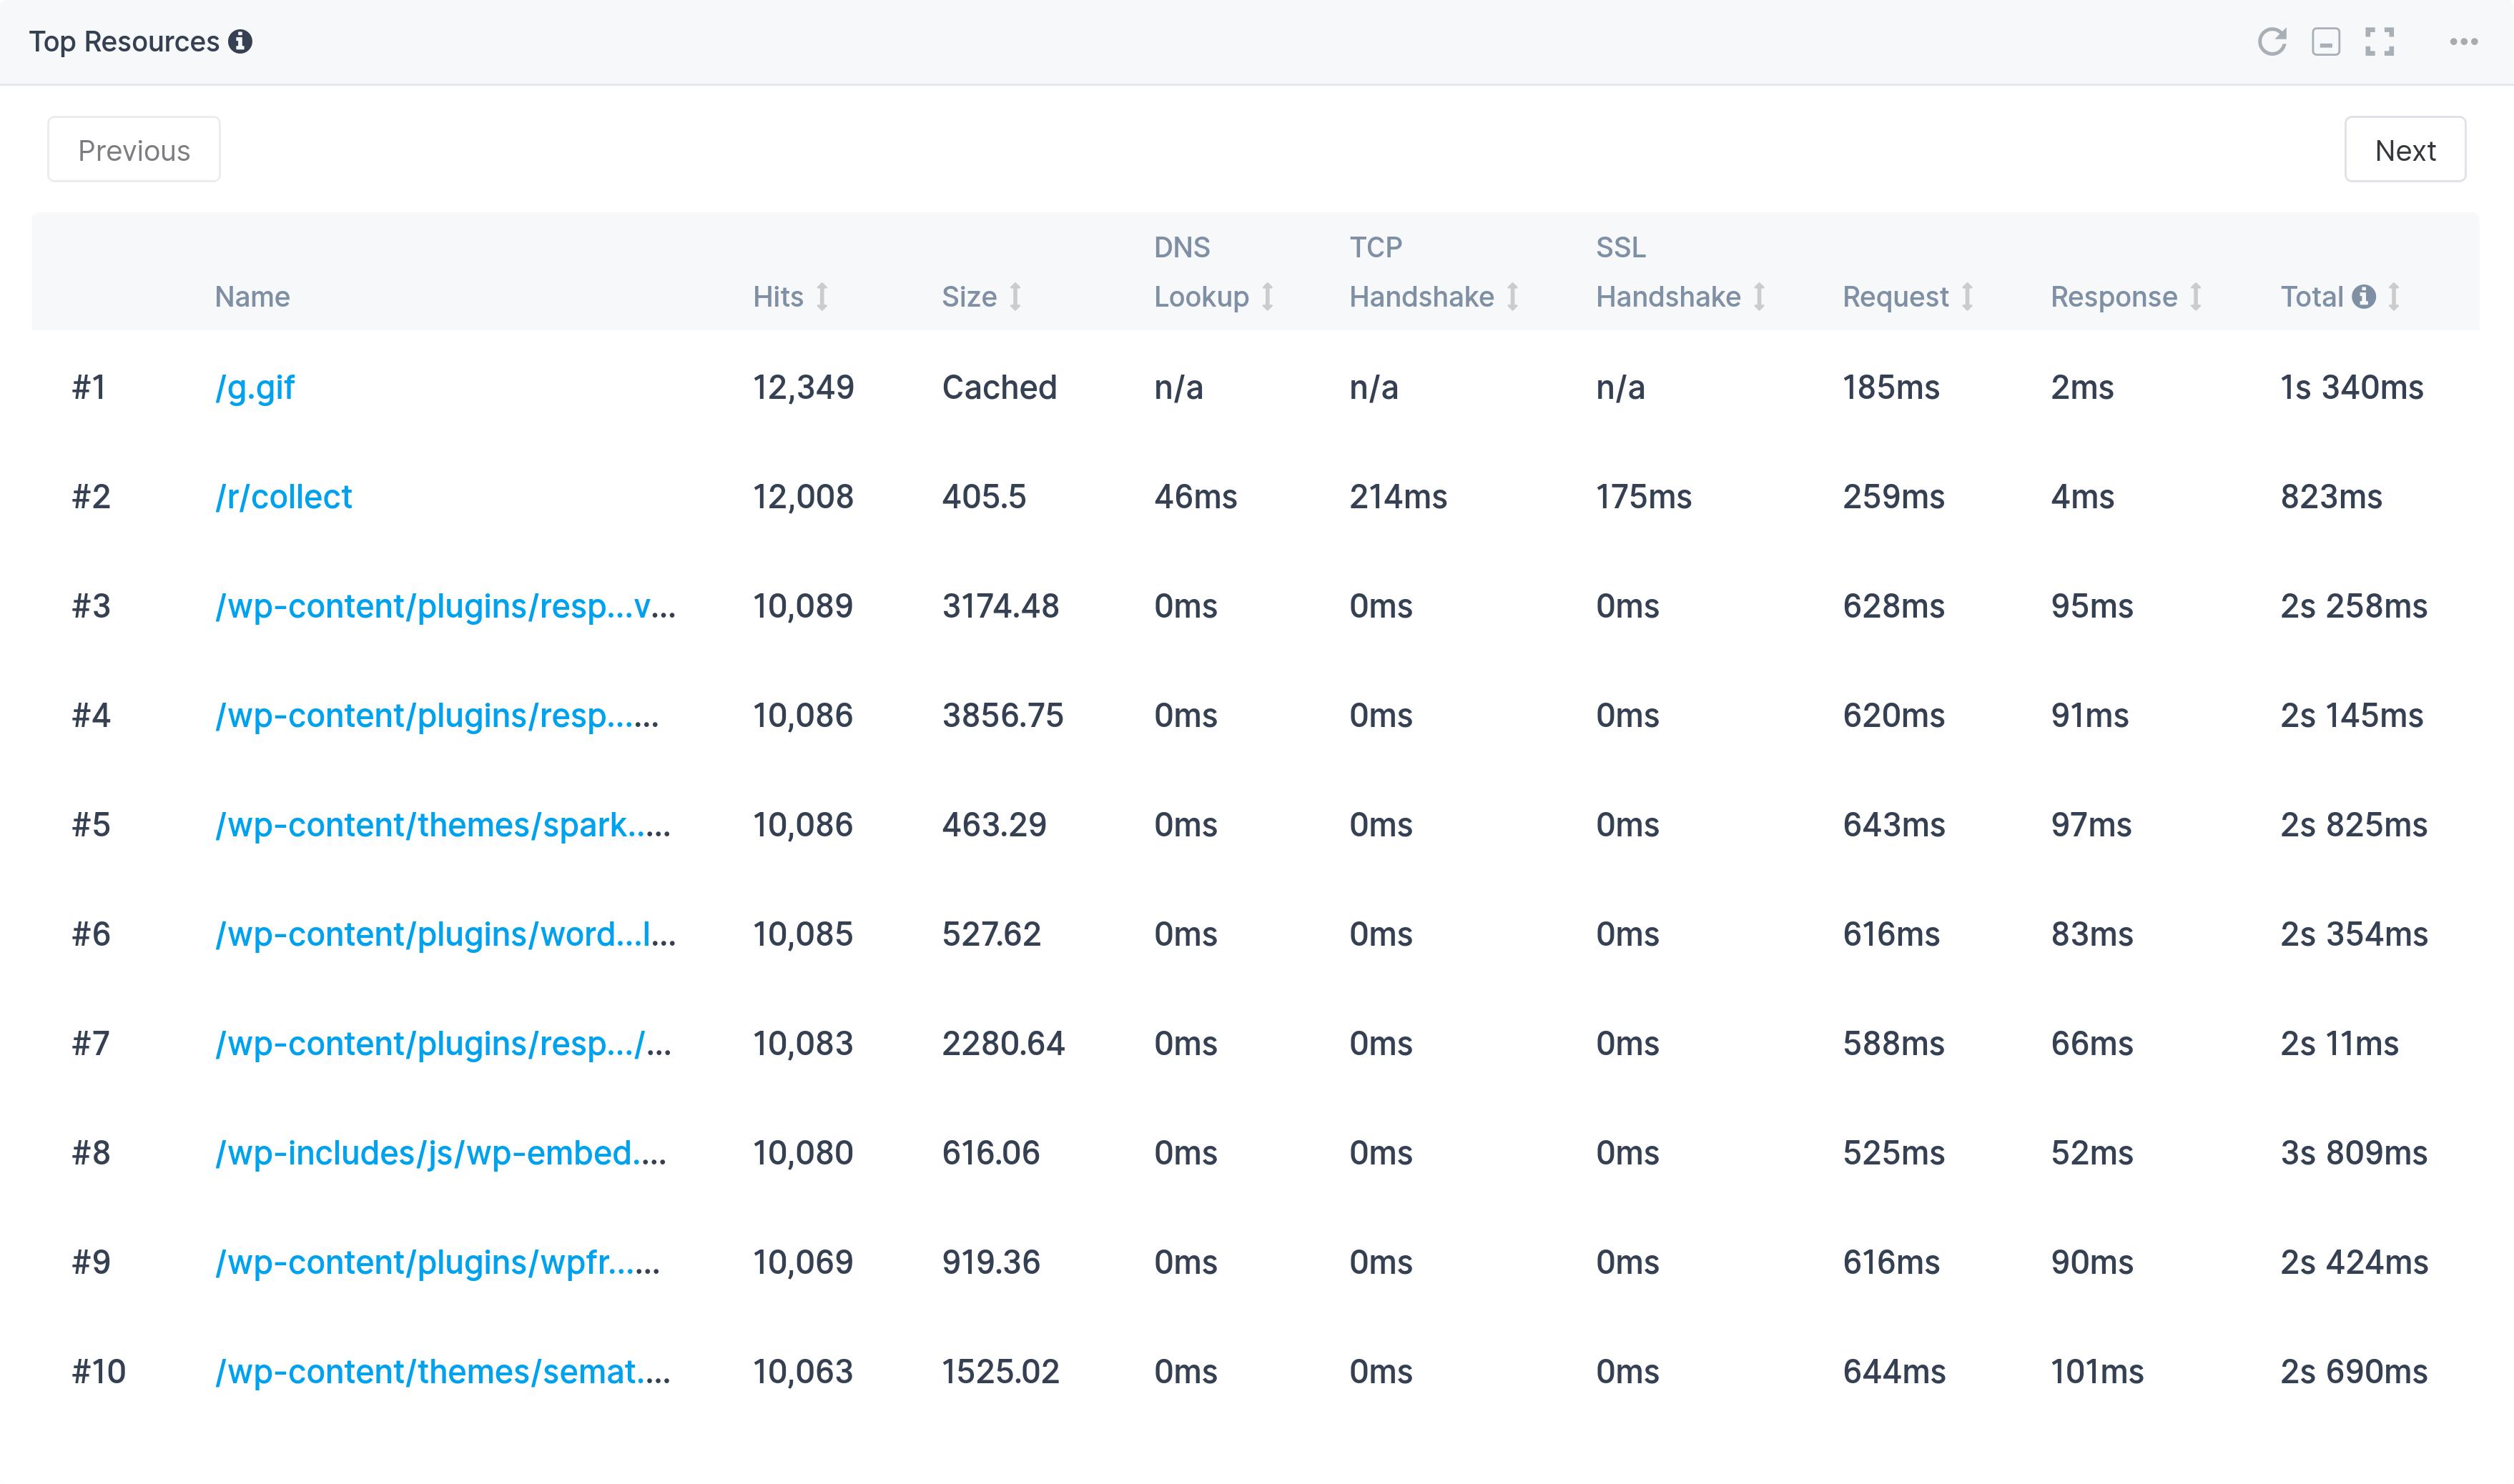 Top Resources
Previous Next
DNS TCP SSL
Name Hits Size Lookup Handshake Handshake Request Response Total
#1 /g.gif 12,349 Cached n/a n/a n/a 185ms 2ms 1s 340ms
#2 /r/collect 12,008 405.5 46ms 214ms 175ms 259ms 4ms 823ms
#3 /wp-content/plugins/resp...v... 10,089 3174.48 0ms 0ms 0ms 628ms 95ms 2s 258ms
#4 /wp-content/plugins/resp...... 10,086 3856.75 0ms 0ms 0ms 620ms 91ms 2s 145ms
#5 /wp-content/themes/spark..... 10,086 463.29 0ms 0ms 0ms 643ms 97ms 2s 825ms
#6 /wp-content/plugins/word...l... 10,085 527.62 0ms 0ms 0ms 616ms 83ms 2s 354ms
#7 /wp-content/plugins/resp.../... 10,083 2280.64 0ms 0ms 0ms 588ms 66ms 2s 11ms
#8 /wp-includes/js/wp-embed.... 10,080 616.06 0ms 0ms 0ms 525ms 52ms 3s 809ms
#9 /wp-content/plugins/wpfr...... 10,069 919.36 0ms 0ms 0ms 616ms 90ms 2s 424ms
#10 /wp-content/themes/semat.... 10,063 1525.02 0ms 0ms 0ms 644ms 101ms 2s 690ms